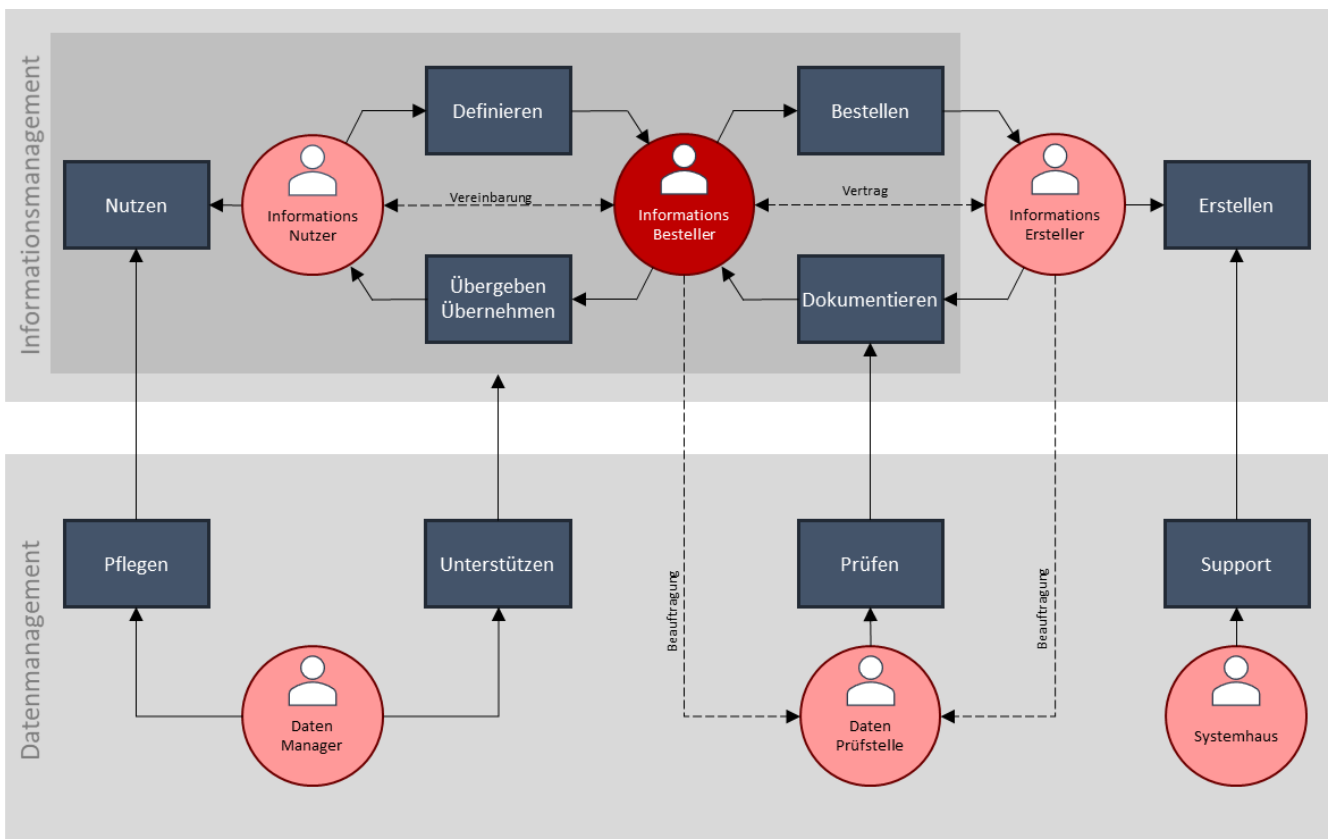 Informationsmanagement
Definieren
Bestellen
Nutzen
Informations
Nutzer
Vereinbarung
Informations
Besteller
Vertrag
Informations
Ersteller
Erstellen
Übergeben
Übernehmen
Dokumentieren
Datenmanagement
Pflegen
Unterstützen
Beauftragung
Prüfen
Beauftragung
Support
Daten
Manager
Daten
Prüfstelle
Systemhaus